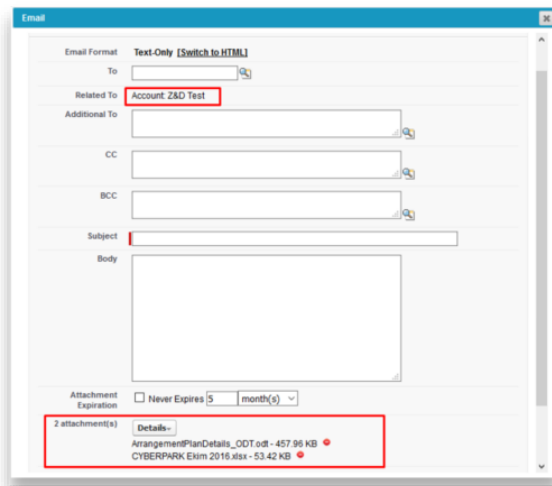 Email
Email Format Text-Only [Switch to HTML]
To
Related To Account: Z&D Test
Additional To
CC
BCC
Subject
Body
Attachment Expiration Never Expires 5 month(s)
2 attachment(s) Details
ArrangementPlanDetails_ODT.odt - 457.96 KB
CYBERPARK Ekim 2016.xlsx - 53.42 KB